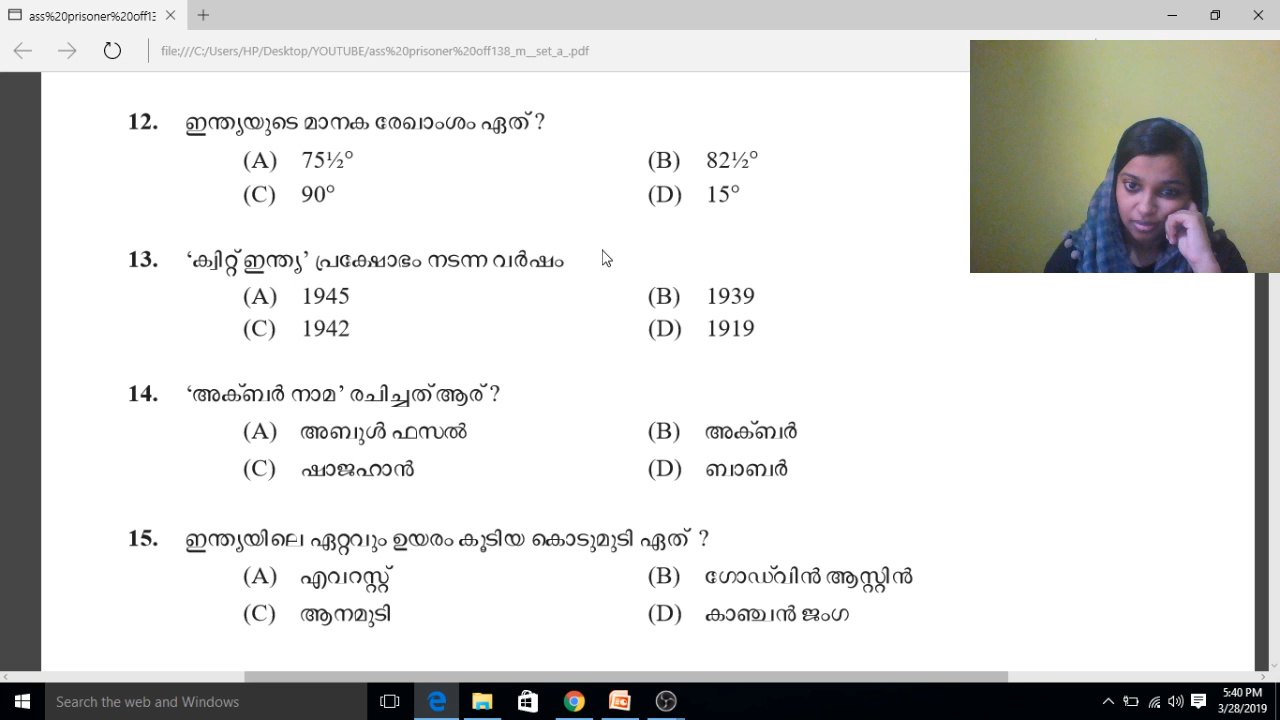 ass%20prisoner%20off13
file:///C:/Users/HP/Desktop/YOUTUBE/ass%20prisoner%20off138_m__set_a_.pdf
12. ഇന്ത്യയുടെ മാനക രേഖാംശം ഏത് ?
(A) 75½° (B) 82½°
(C) 90° (D) 15°
13. ‘ക്വിറ്റ് ഇന്ത്യ’ പ്രക്ഷോഭം നടന്ന വർഷം
(A) 1945 (B) 1939
(C) 1942 (D) 1919
14. ‘അക്ബർ നാമ’ രചിച്ചത് ആര് ?
(A) അബുൾ ഫസൽ (B) അക്ബർ
(C) ഷാജഹാൻ (D) ബാബർ
15. ഇന്ത്യയിലെ ഏറ്റവും ഉയരം കൂടിയ കൊടുമുടി ഏത് ?
(A) എവറസ്റ്റ് (B) ഗോഡ്വിൻ ആസ്റ്റിൻ
(C) ആനമുടി (D) കാഞ്ചൻ ജംഗ
Search the web and Windows
5:40 PM
3/28/2019